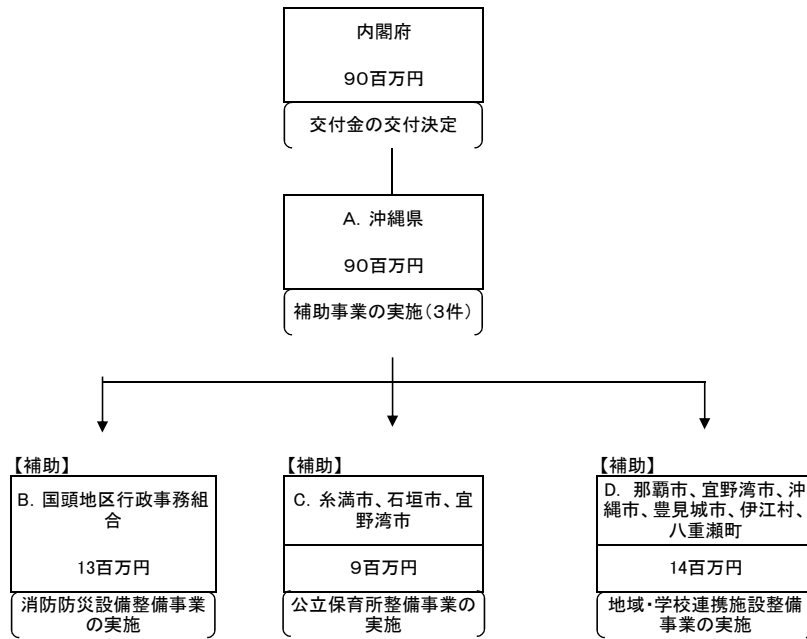 内閣府
90百万円
交付金の交付決定
A. 沖縄県
90百万円
補助事業の実施(3件)
【補助】
B. 国頭地区行政事務組
合
13百万円
消防防災設備整備事業
の実施
【補助】
C. 糸満市、石垣市、宜
野湾市
9百万円
公立保育所整備事業の
実施
【補助】
D. 那覇市、宜野湾市、沖
縄市、豊見城市、伊江村、
八重瀬町
14百万円
地域・学校連携施設整備
事業の実施